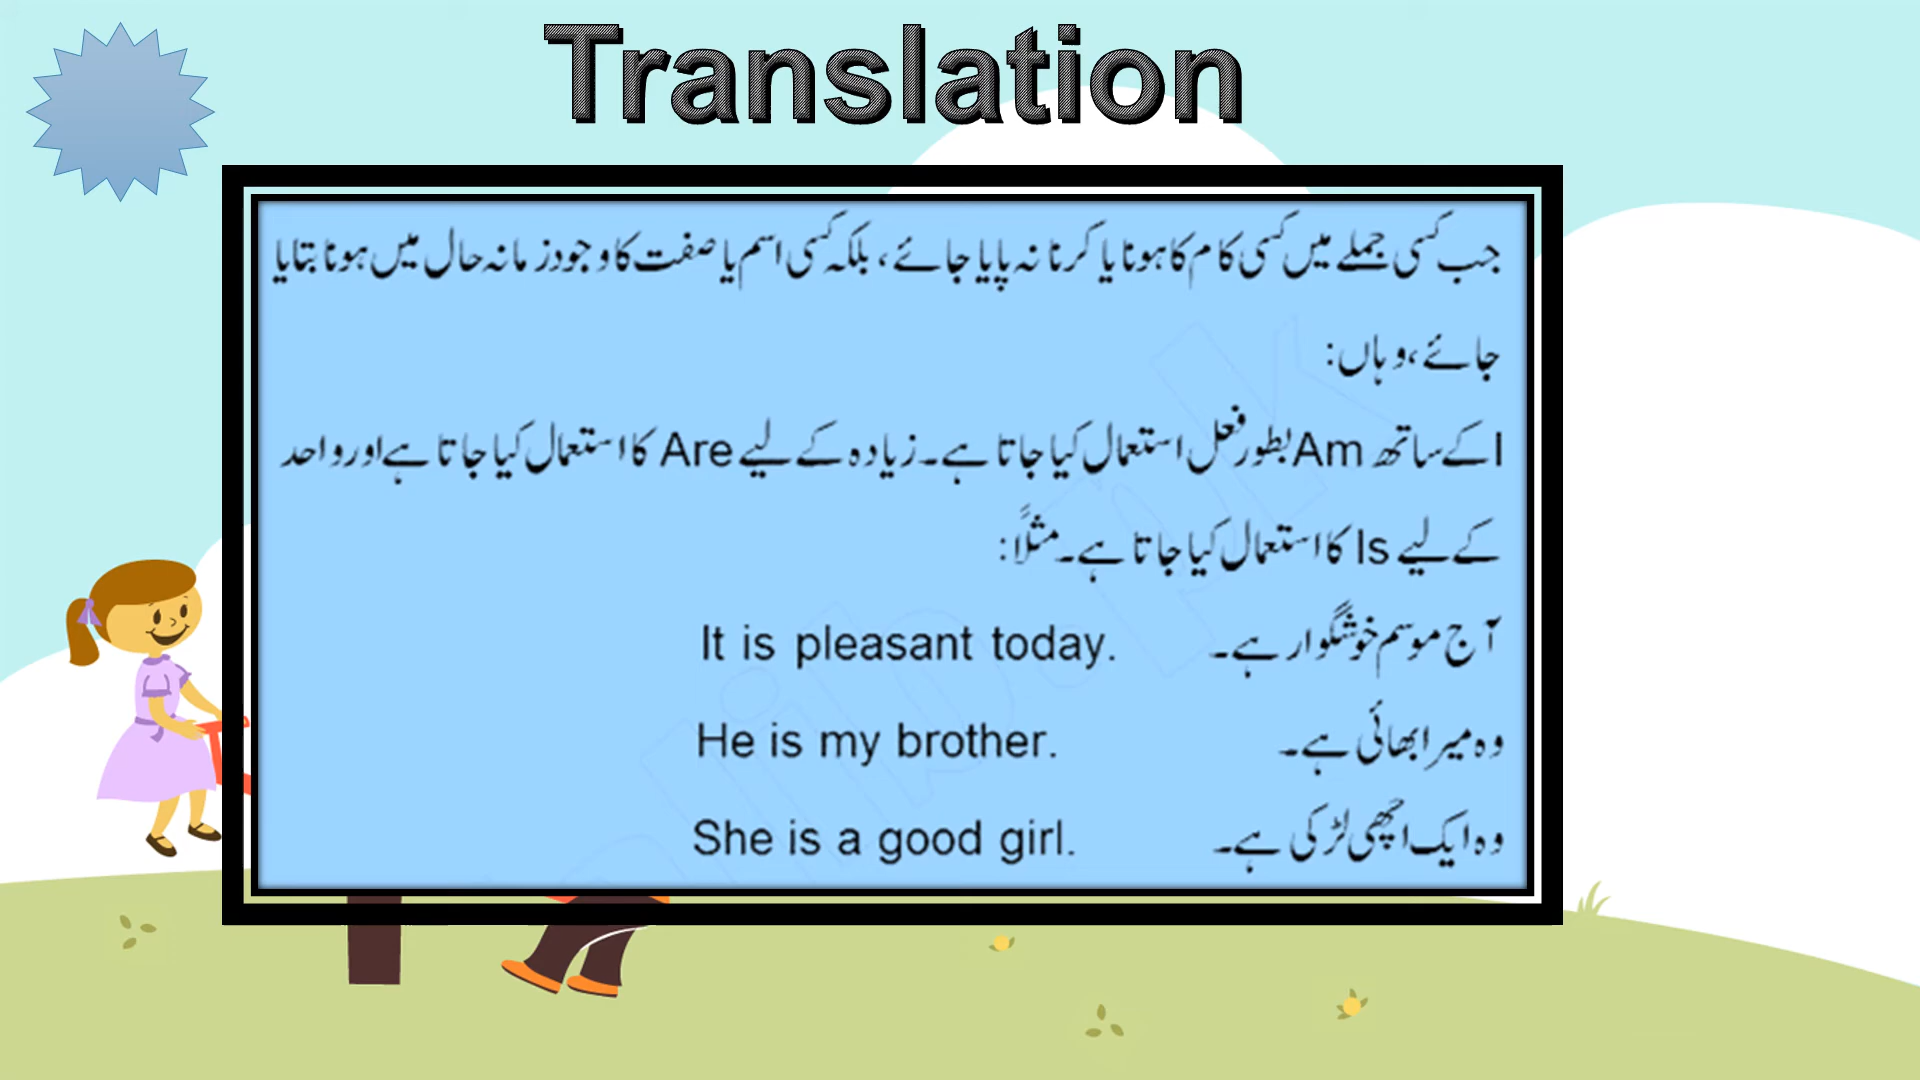 Translation
جب کسی جملے میں کسی کام کا ہونا یا کرنا نہ پایا جائے، بلکہ کسی اسم یا صفت کا وجود زمانہ حال میں ہونا بتایا
جائے، وہاں:
I کے ساتھ Am بطور فعل استعمال کیا جاتا ہے۔ زیادہ کے لیے Are کا استعمال کیا جاتا ہے اور واحد
کے لیے Is کا استعمال کیا جاتا ہے۔ مثلاً:
آج موسم خوشگوار ہے۔ It is pleasant today.
وہ میرا بھائی ہے۔ He is my brother.
وہ ایک اچھی لڑکی ہے۔ She is a good girl.